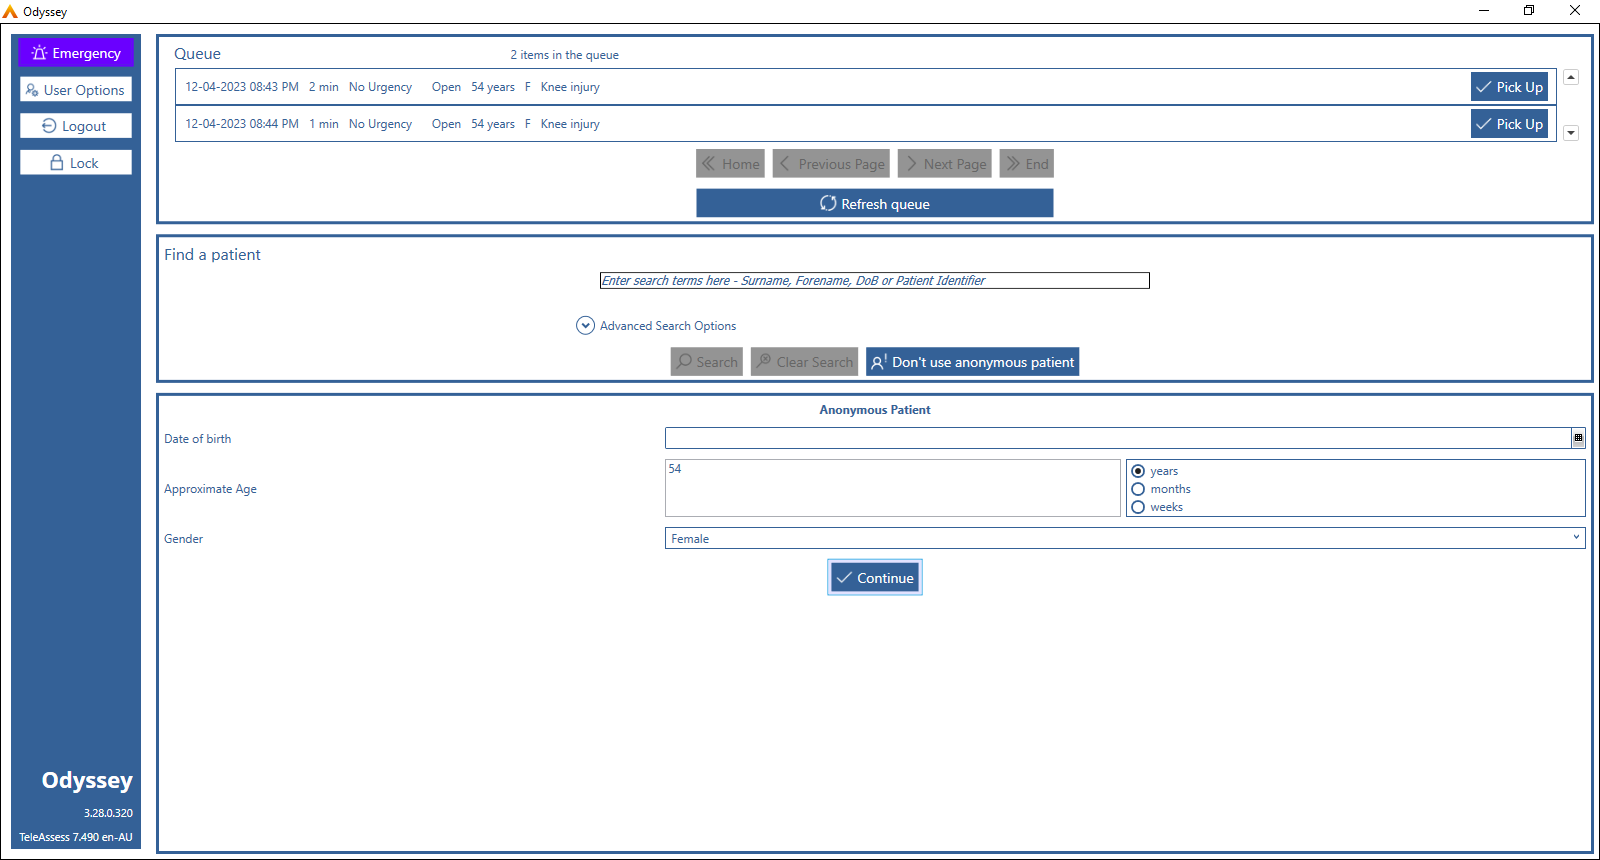 Odyssey
Emergency
User Options
Logout
Lock
Queue 2 items in the queue
12-04-2023 08:43 PM 2 min No Urgency Open 54 years F Knee injury Pick Up
12-04-2023 08:44 PM 1 min No Urgency Open 54 years F Knee injury Pick Up
Home Previous Page Next Page End
Refresh queue
Find a patient
Enter search terms here - Surname, Forename, DoB or Patient Identifier
Advanced Search Options
Search Clear Search Don't use anonymous patient
Anonymous Patient
Date of birth
Approximate Age 54
years
months
weeks
Gender Female
Continue
Odyssey
3.28.0.320
TeleAssess 7.490 en-AU